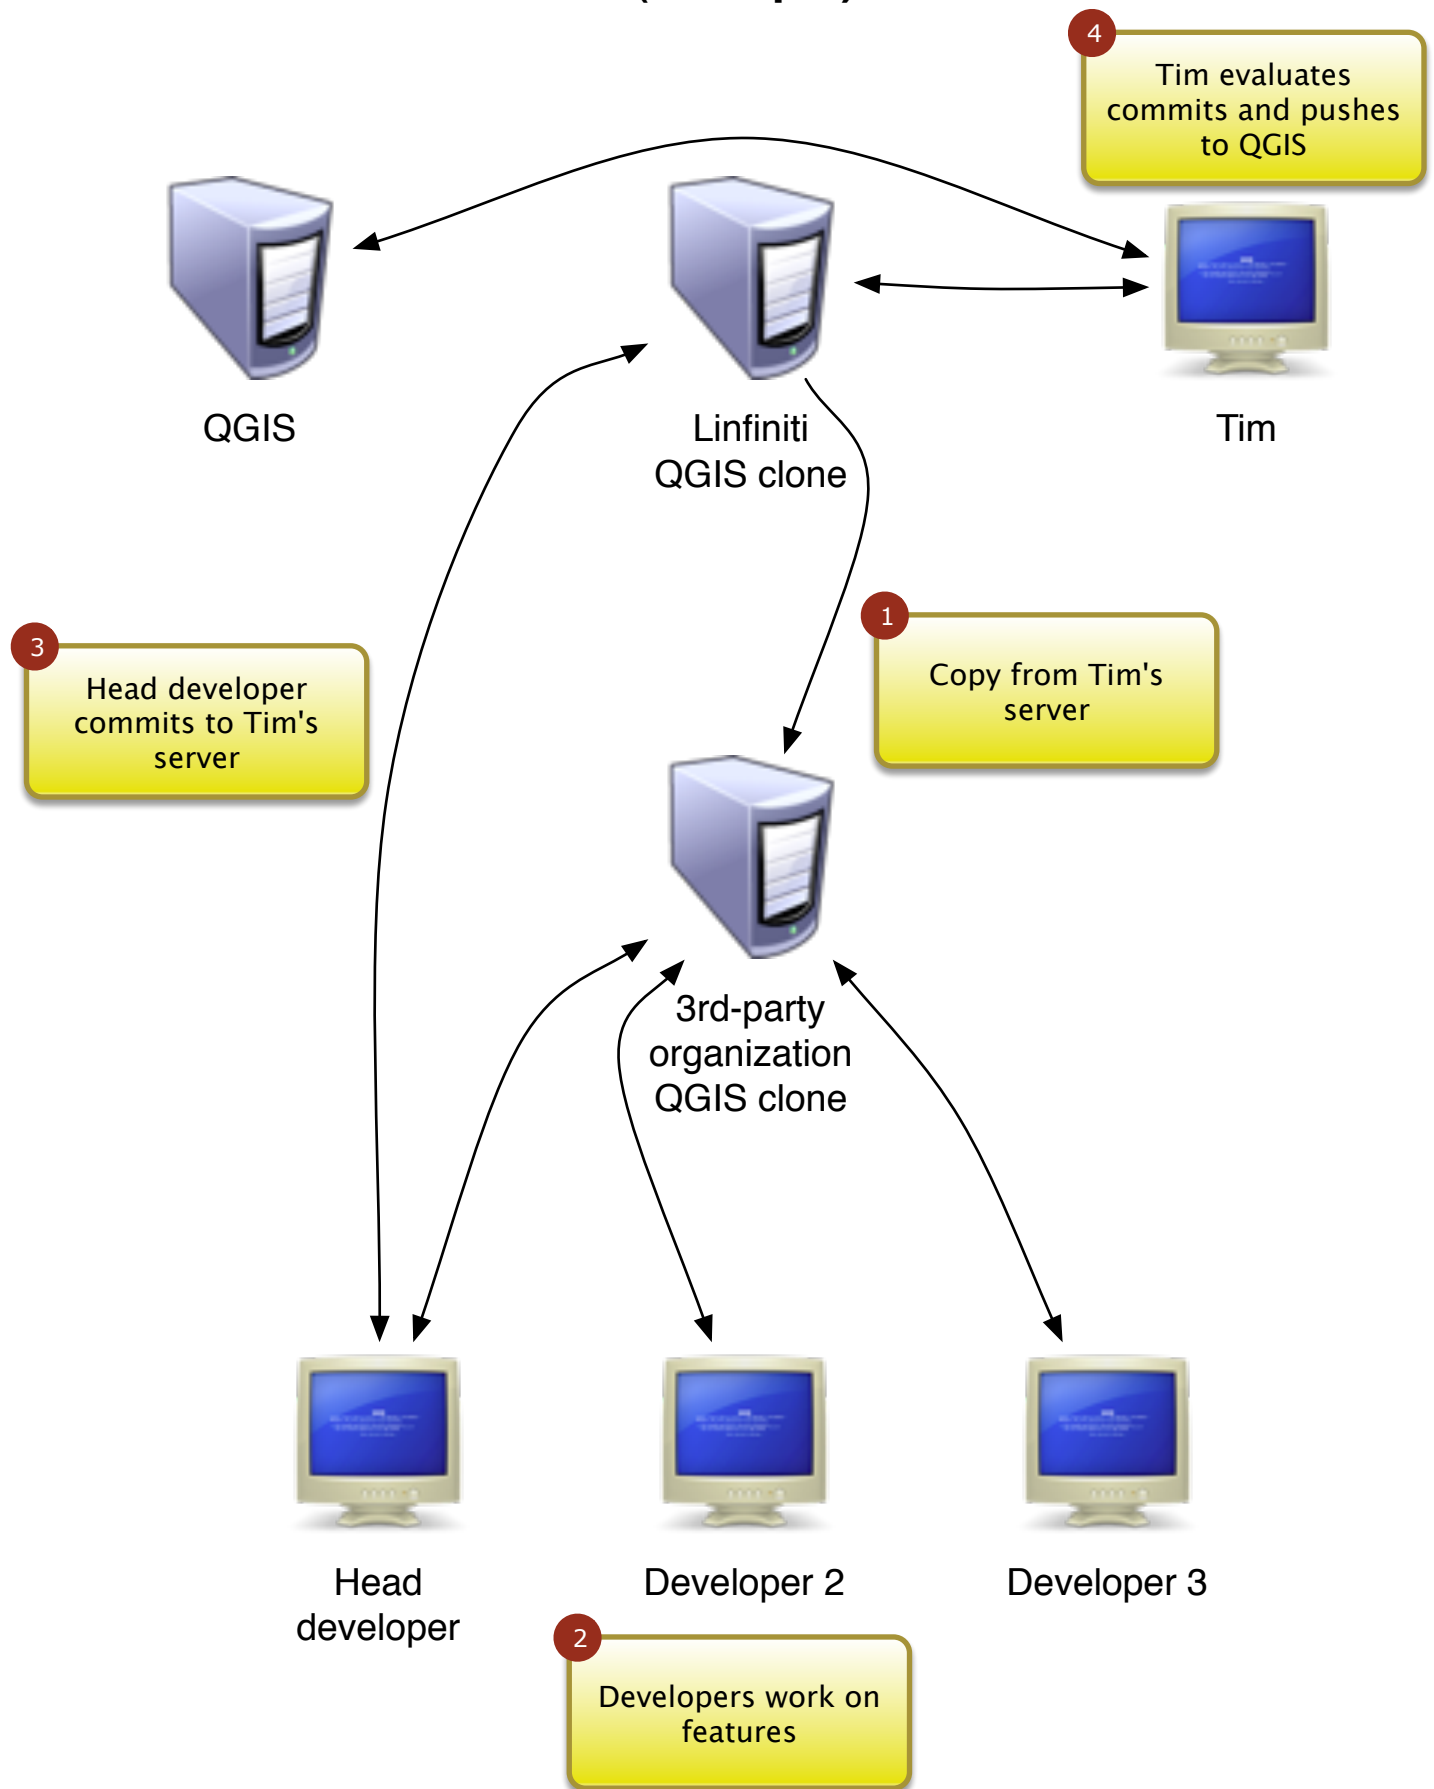 4
Tim evaluates
commits and pushes
to QGIS
QGIS
Linfiniti
QGIS clone
Tim
1
Copy from Tim's
server
3
Head developer
commits to Tim's
server
3rd-party
organization
QGIS clone
Head
developer
Developer 2
Developer 3
2
Developers work on
features